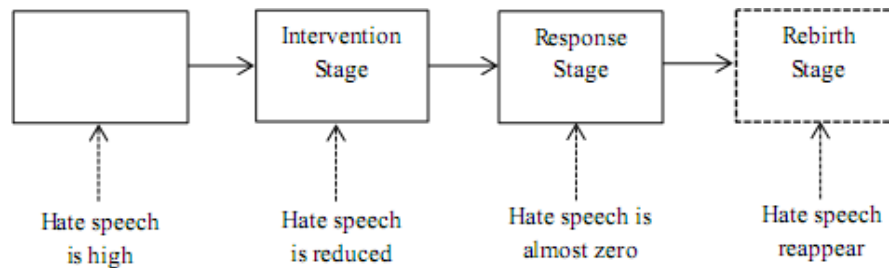 Intervention
Stage
Response
Stage
Rebirth
Stage
Hate speech
is high
Hate speech
is reduced
Hate speech is
almost zero
Hate speech
reappear